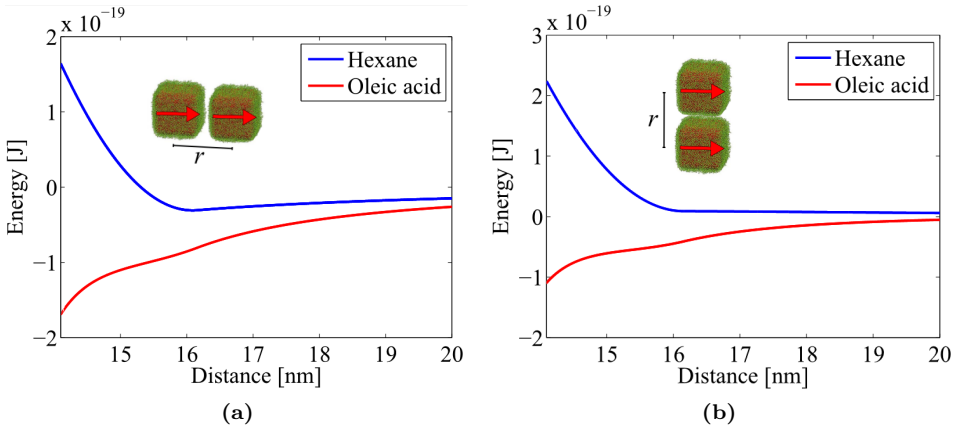 x 10⁻¹⁹
2
1
0
−1
−2
Energy [J]
Hexane
Oleic acid
r
15 16 17 18 19 20
Distance [nm]
(a)
x 10⁻¹⁹
3
2
1
0
−1
−2
Energy [J]
Hexane
Oleic acid
r
15 16 17 18 19 20
Distance [nm]
(b)